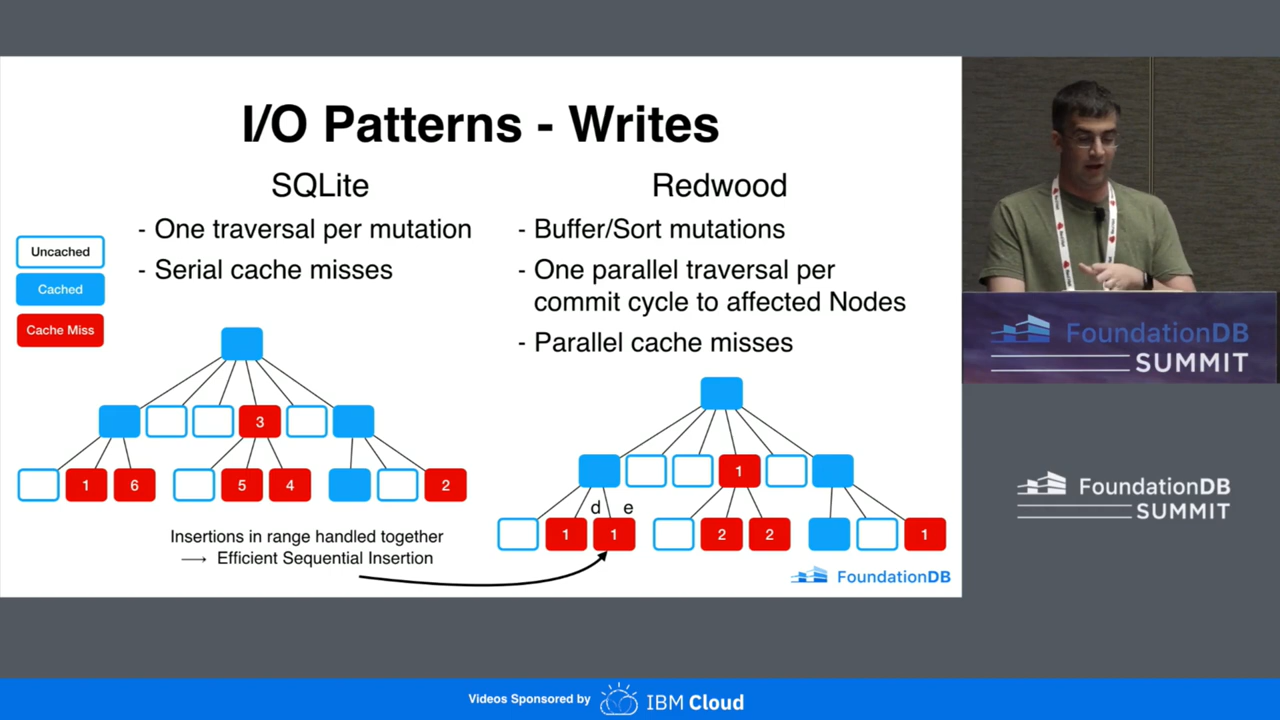 I/O Patterns - Writes
SQLite
- One traversal per mutation
- Serial cache misses
Uncached
Cached
Cache Miss
3
1
6
5
4
2
Insertions in range handled together
→ Efficient Sequential Insertion
Redwood
- Buffer/Sort mutations
- One parallel traversal per
commit cycle to affected Nodes
- Parallel cache misses
1
d
e
1
1
2
2
1
FoundationDB
FoundationDB
SUMMIT
FoundationDB
SUMMIT
Videos Sponsored by
IBM Cloud